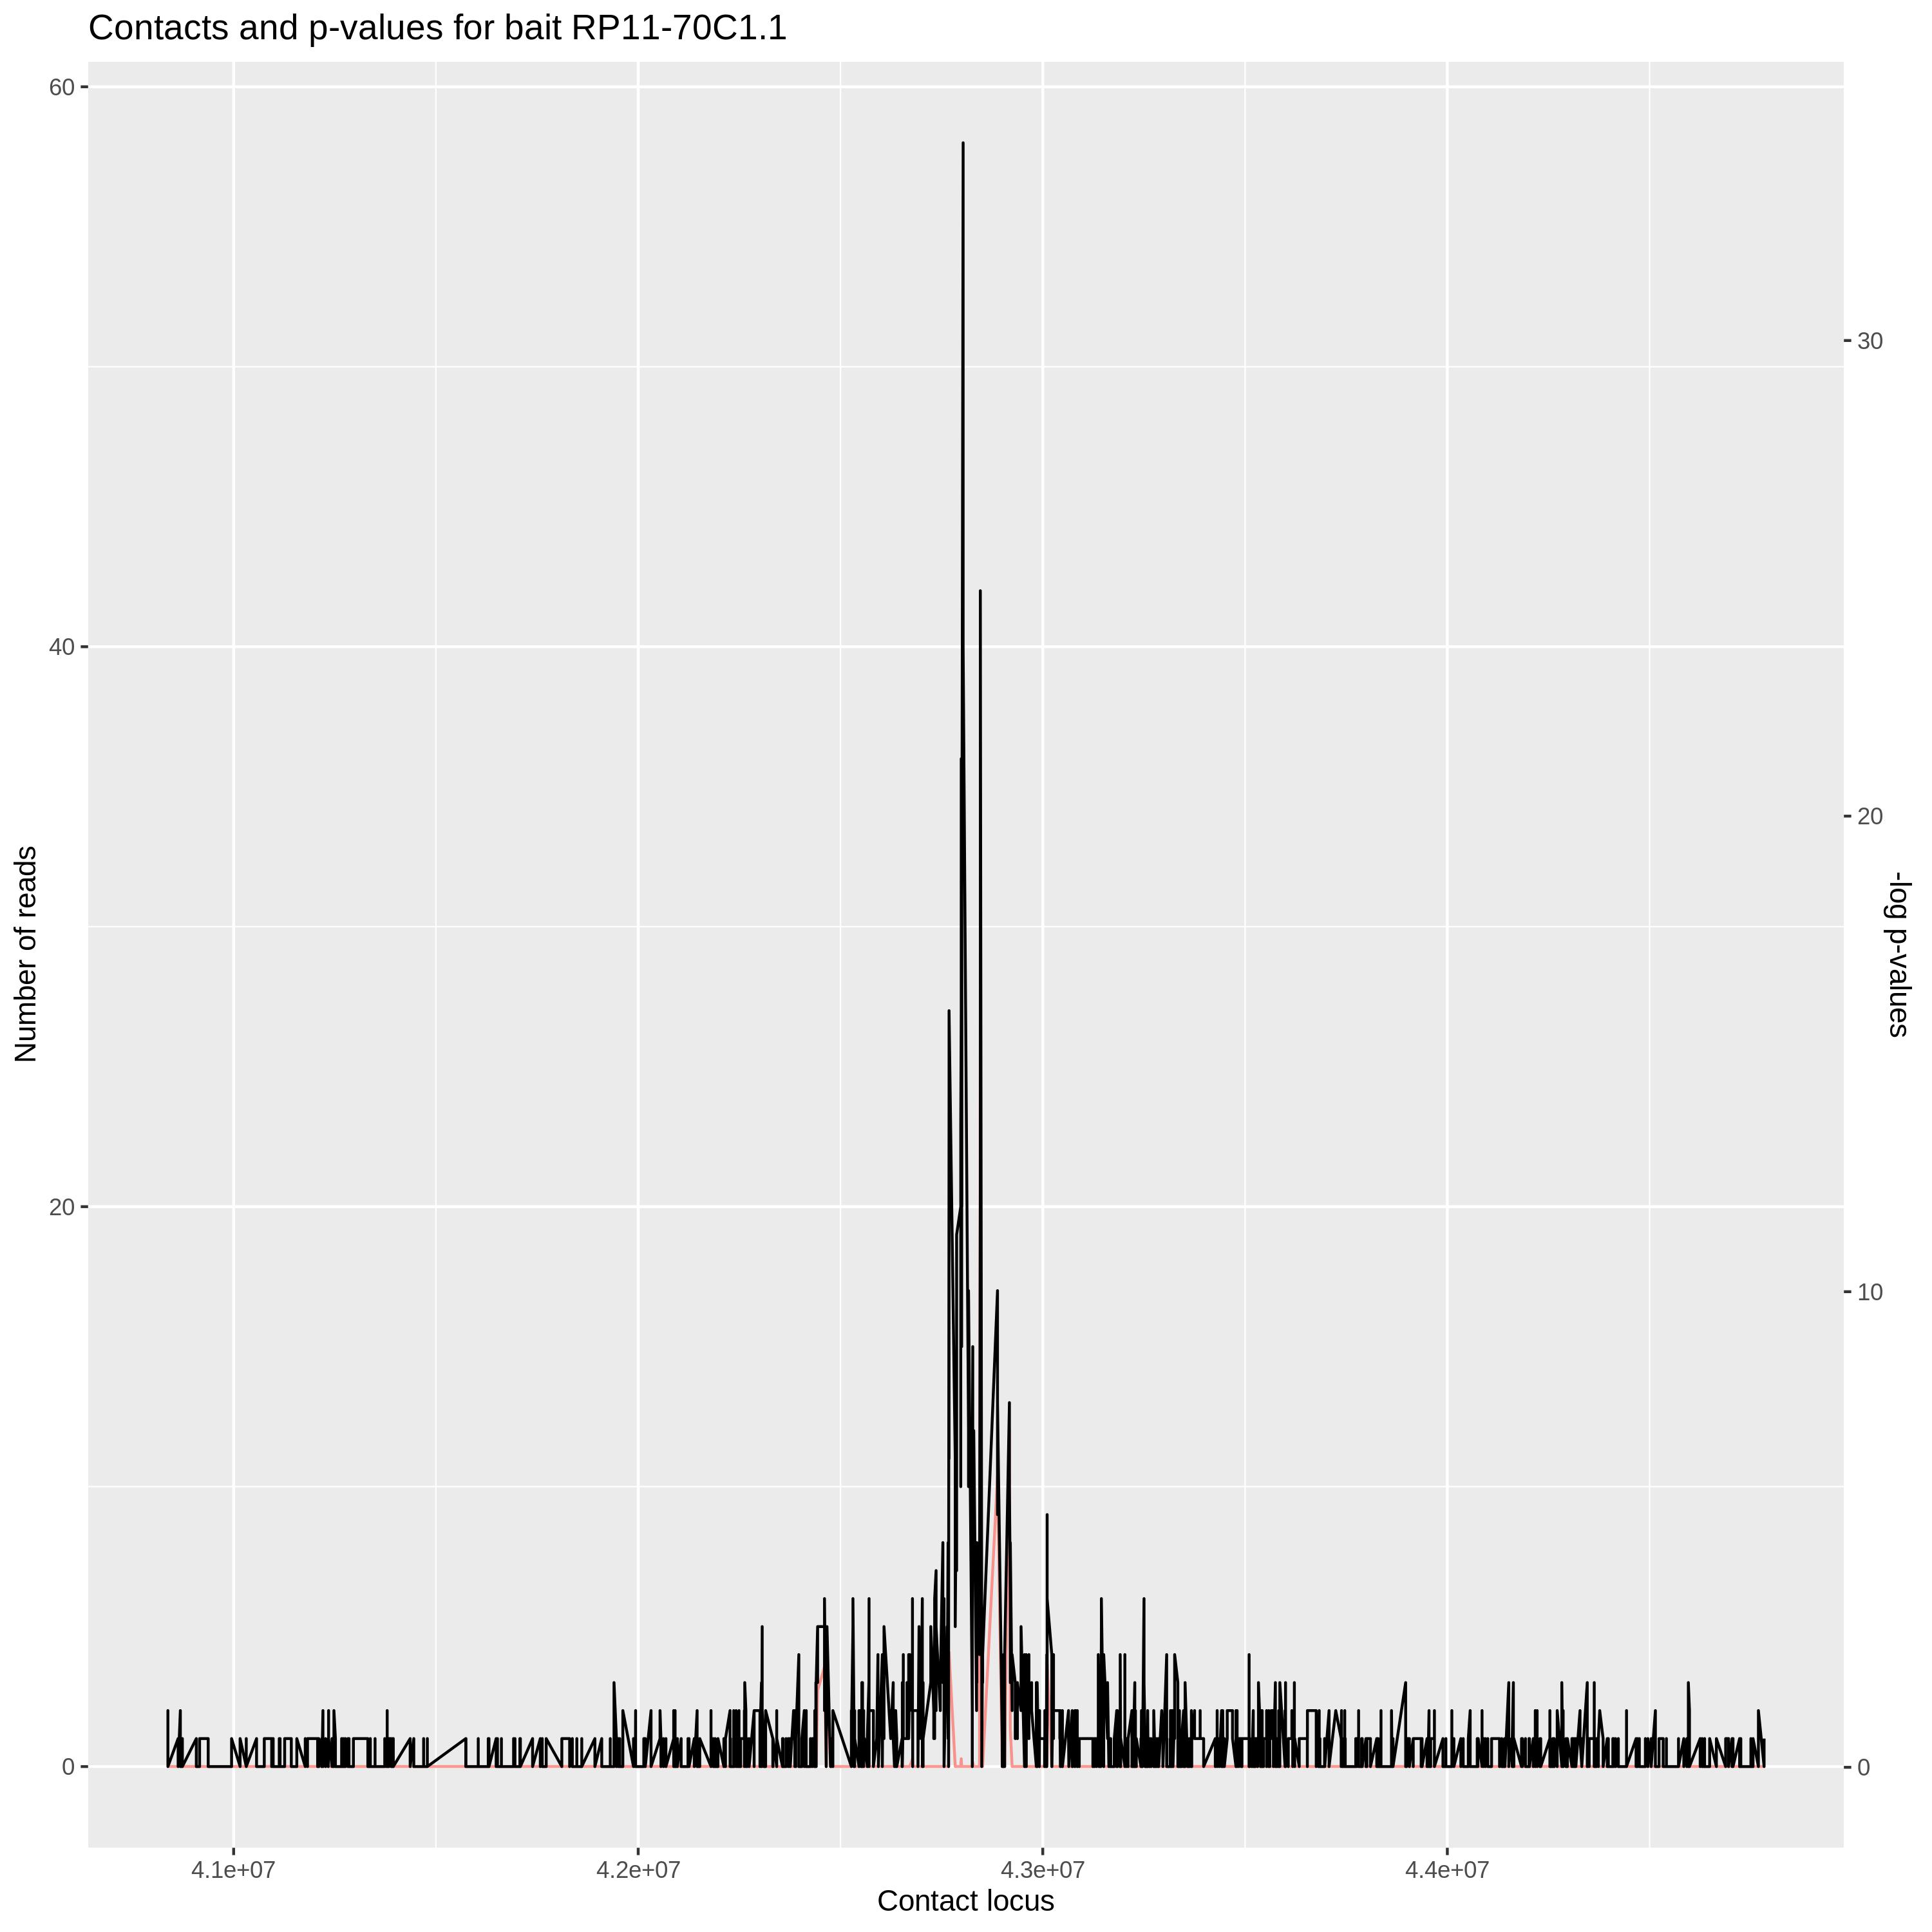 Contacts and p-values for bait RP11-70C1.1
60
40
20
0
Number of reads
30
20
10
0
-log p-values
4.1e+07
4.2e+07
4.3e+07
4.4e+07
Contact locus